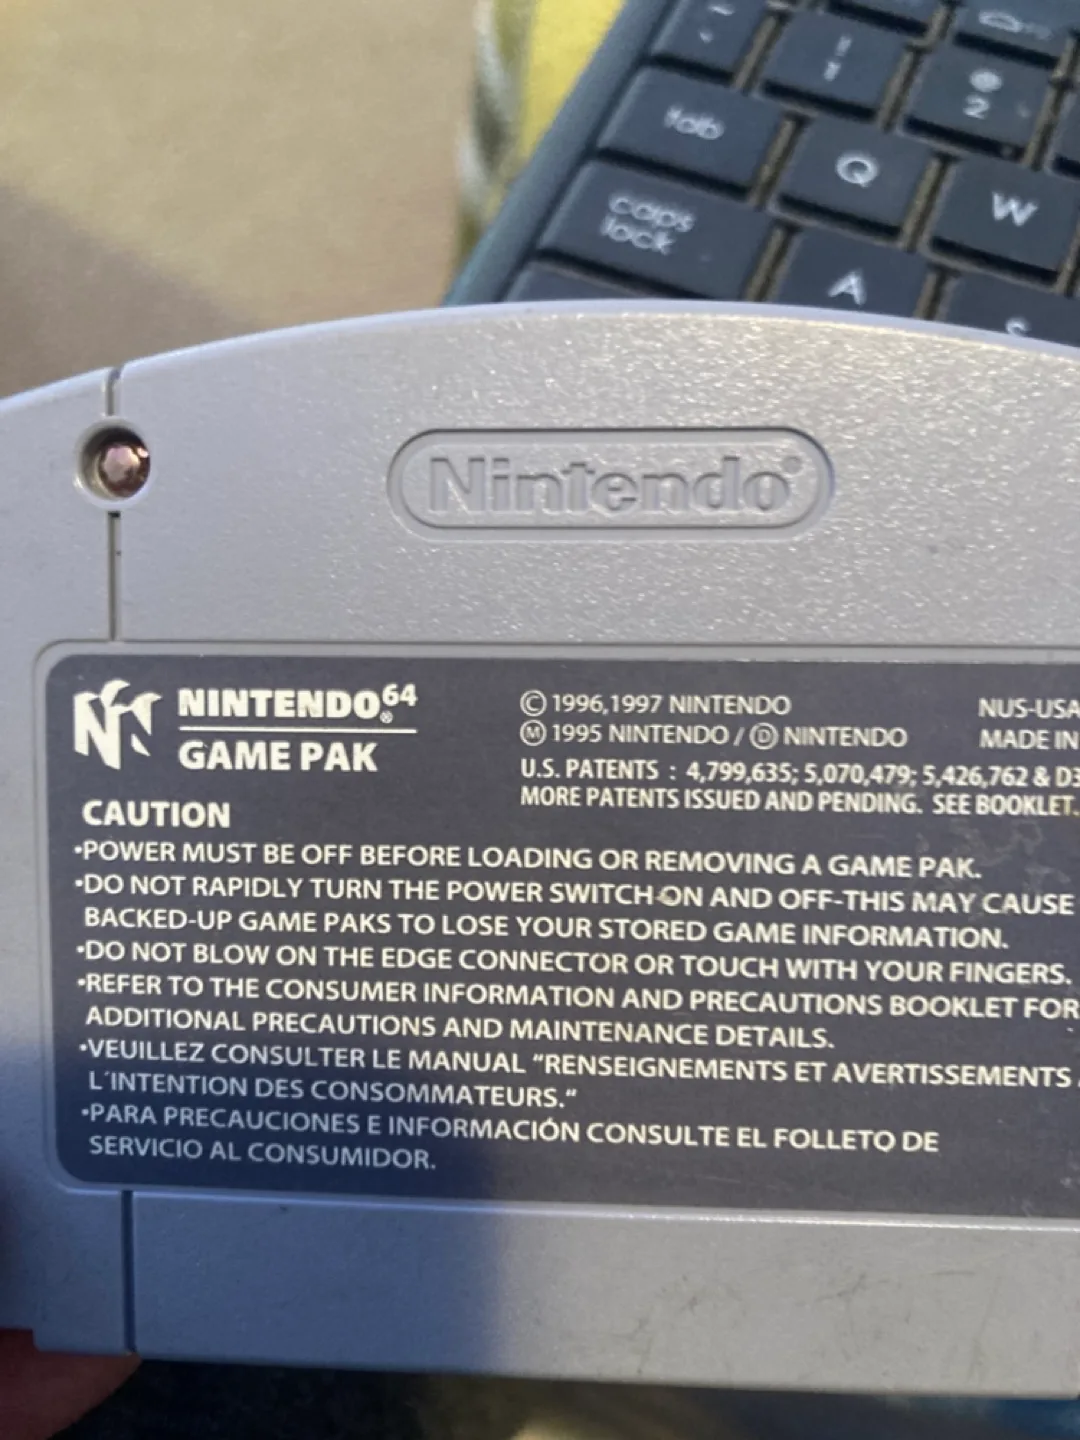 ~
`
!
1
@
2
tab
Q
W
caps
lock
A
S
Nintendo®
NINTENDO64®
GAME PAK
© 1996,1997 NINTENDO
Ⓜ 1995 NINTENDO / Ⓓ NINTENDO
NUS-USA
MADE IN
U.S. PATENTS : 4,799,635; 5,070,479; 5,426,762 & D3
MORE PATENTS ISSUED AND PENDING. SEE BOOKLET.
CAUTION
•POWER MUST BE OFF BEFORE LOADING OR REMOVING A GAME PAK.
•DO NOT RAPIDLY TURN THE POWER SWITCH ON AND OFF-THIS MAY CAUSE
BACKED-UP GAME PAKS TO LOSE YOUR STORED GAME INFORMATION.
•DO NOT BLOW ON THE EDGE CONNECTOR OR TOUCH WITH YOUR FINGERS.
•REFER TO THE CONSUMER INFORMATION AND PRECAUTIONS BOOKLET FOR
ADDITIONAL PRECAUTIONS AND MAINTENANCE DETAILS.
•VEUILLEZ CONSULTER LE MANUAL "RENSEIGNEMENTS ET AVERTISSEMENTS
L'INTENTION DES CONSOMMATEURS."
•PARA PRECAUCIONES E INFORMACIÓN CONSULTE EL FOLLETO DE
SERVICIO AL CONSUMIDOR.